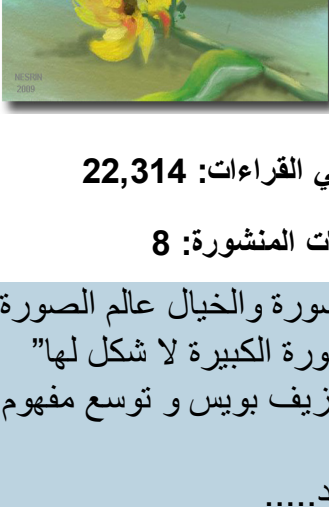 NESRIN
2009
ي القراءات: 22,314
ات المنشورة: 8
صورة والخيال عالم الصورة
ورة الكبيرة لا شكل لها”
زيف بويس و توسع مفهوم
د.....